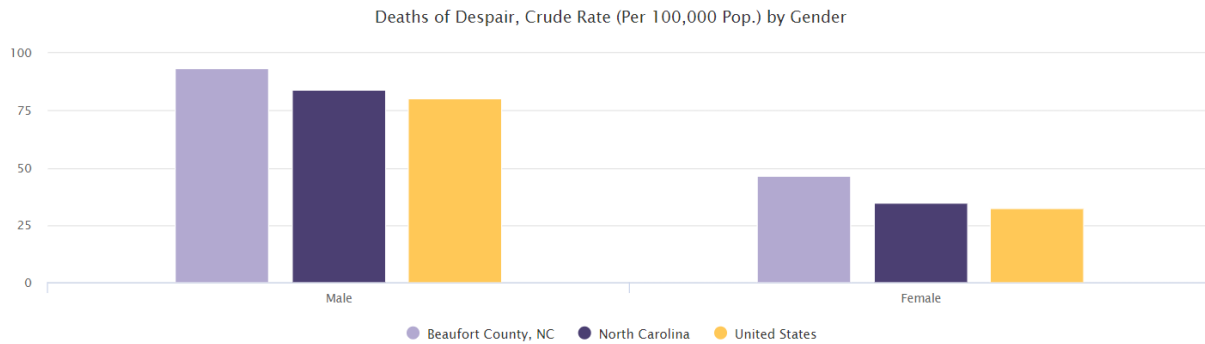 Deaths of Despair, Crude Rate (Per 100,000 Pop.) by Gender
100
75
50
25
0
Male
Female
Beaufort County, NC
North Carolina
United States